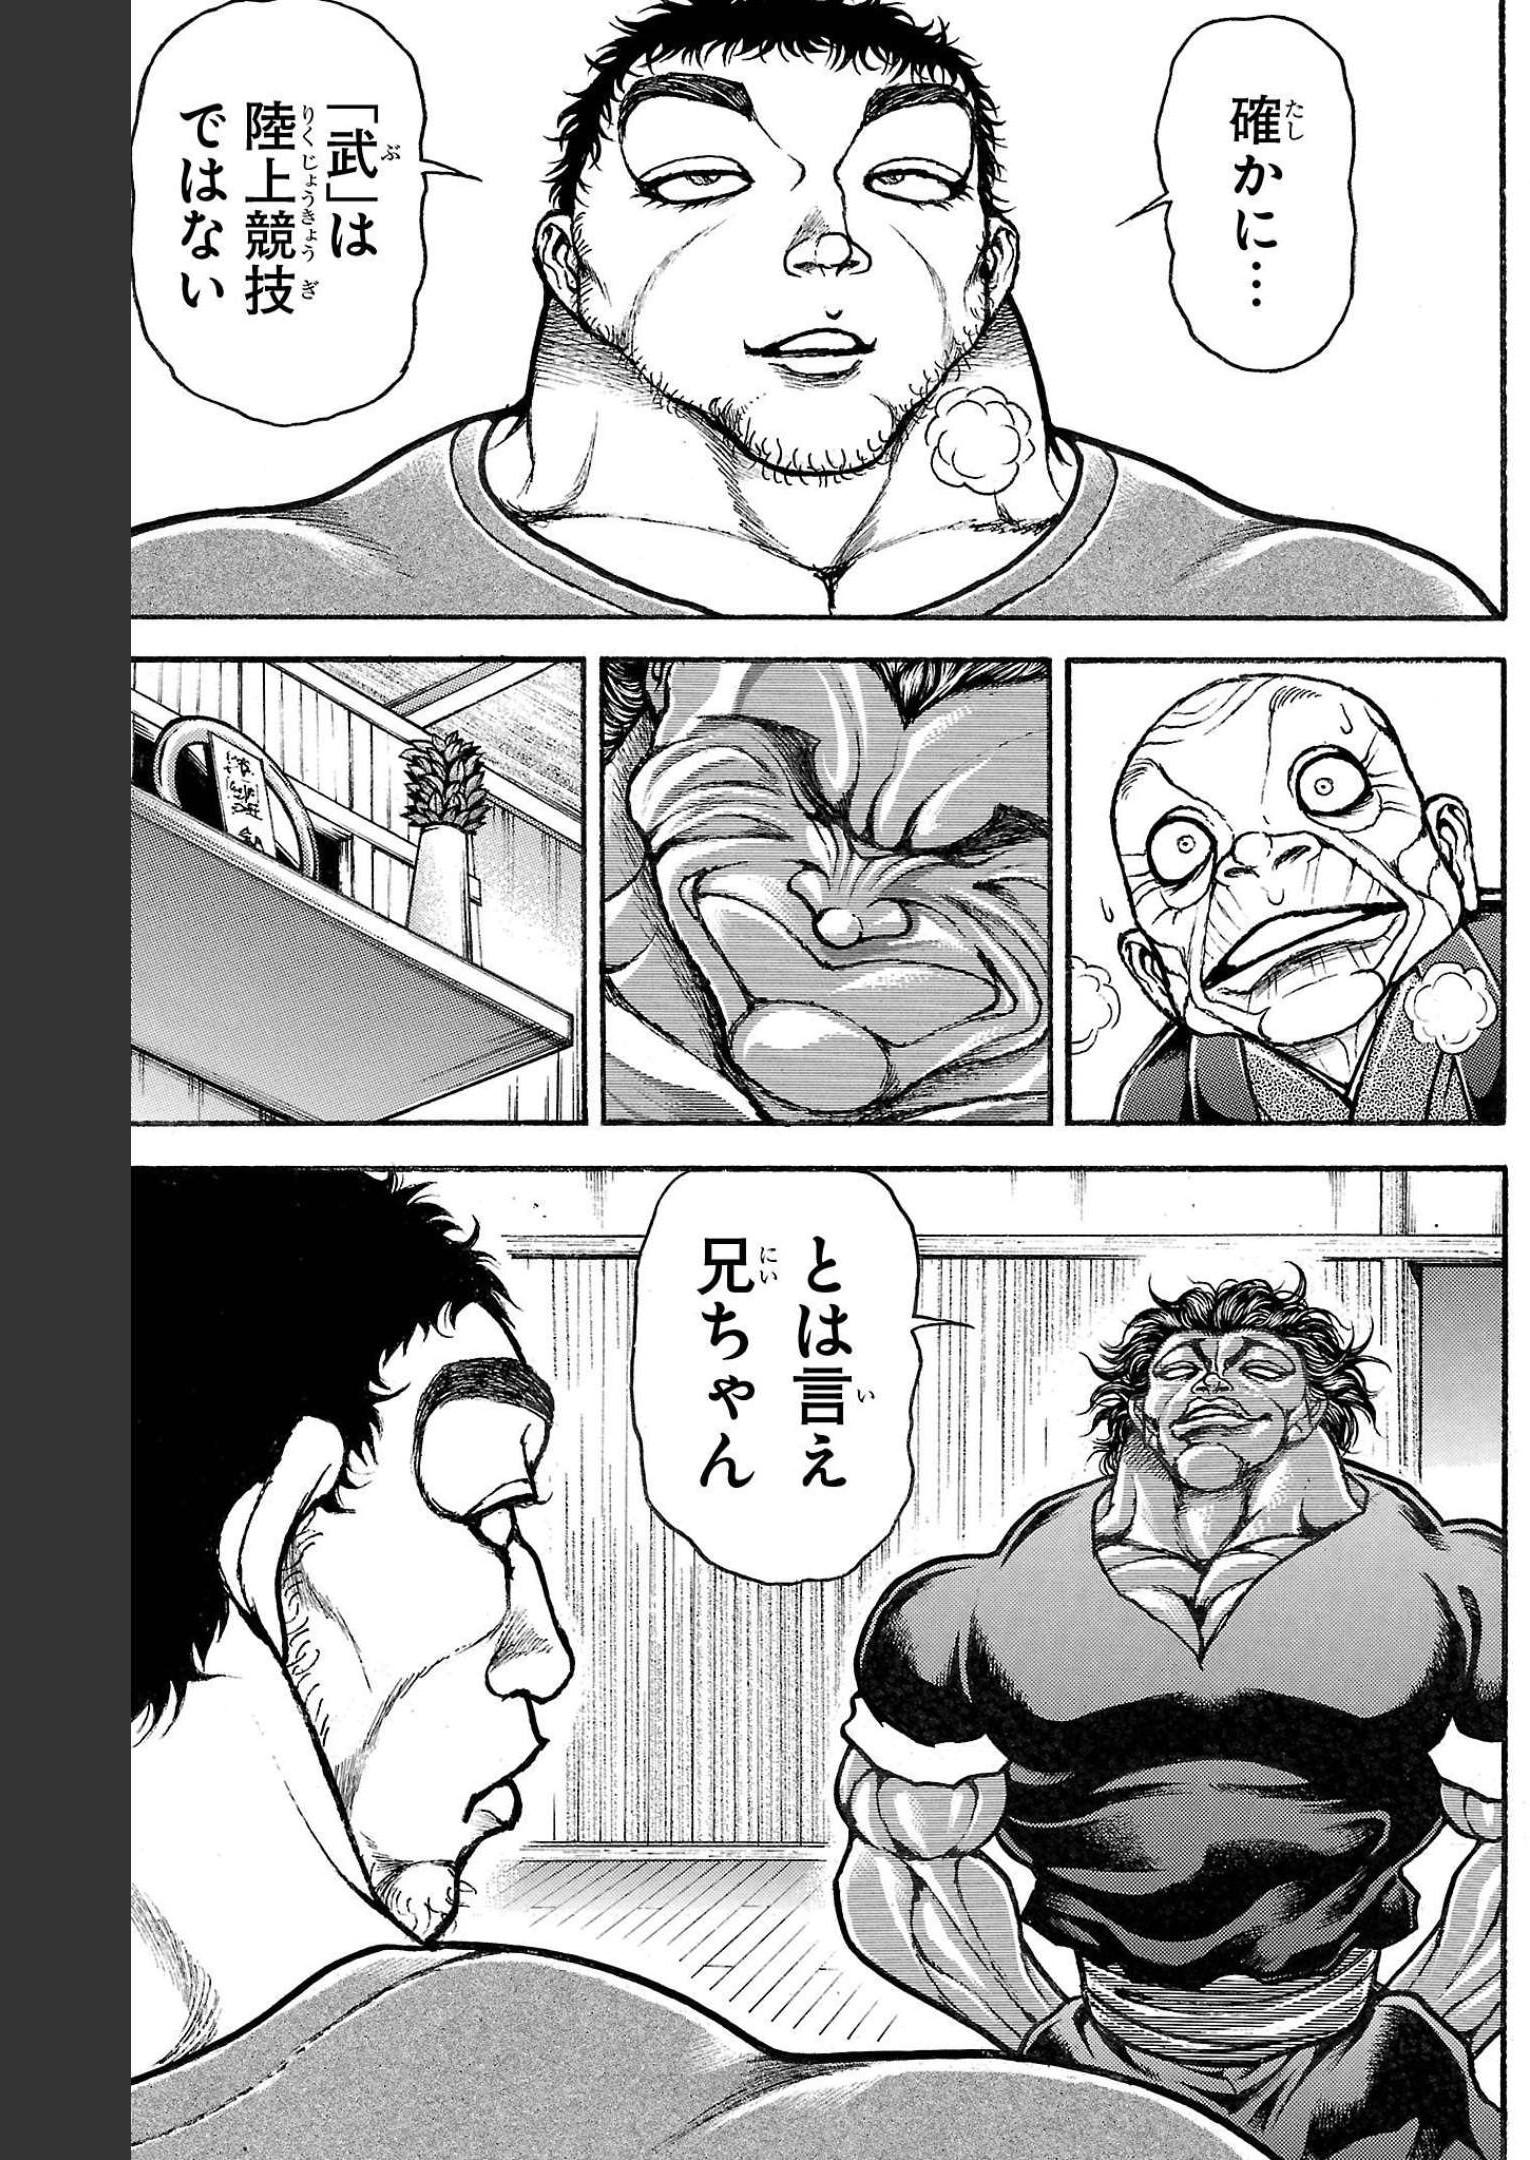 確かに…
「武」は
陸上競技
ではない
とは言え
兄ちゃん